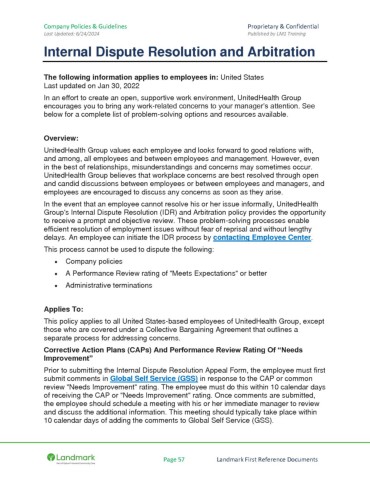 Company Policies & Guidelines
Proprietary & Confidential
Last Updated: 6/24/2024
Published by LMS Training
Internal Dispute Resolution and Arbitration
The following information applies to employees in: United States
Last updated on Jan 30, 2022
In an effort to create an open, supportive work environment, UnitedHealth Group
encourages you to bring any work-related concerns to your manager's attention. See
below for a complete list of problem-solving options and resources available.
Overview:
UnitedHealth Group values each employee and looks forward to good relations with,
and among, all employees and between employees and management. However, even
in the best of relationships, misunderstandings and concerns may sometimes occur.
UnitedHealth Group believes that workplace concerns are best resolved through open
and candid discussions between employees or between employees and managers, and
employees are encouraged to discuss any concerns as soon as they arise.
In the event that an employee cannot resolve his or her issue informally, UnitedHealth
Group's Internal Dispute Resolution (IDR) and Arbitration policy provides the opportunity
to receive a prompt and objective review. These problem-solving processes enable
efficient resolution of employment issues without fear of reprisal and without lengthy
delays. An employee can initiate the IDR process by contacting Employee Center.
This process cannot be used to dispute the following:
• Company policies
• A Performance Review rating of "Meets Expectations" or better
• Administrative terminations
Applies To:
This policy applies to all United States-based employees of UnitedHealth Group, except
those who are covered under a Collective Bargaining Agreement that outlines a
separate process for addressing concerns.
Corrective Action Plans (CAPs) And Performance Review Rating Of "Needs
Improvement"
Prior to submitting the Internal Dispute Resolution Appeal Form, the employee must first
submit comments in Global Self Service (GSS) in response to the CAP or common
review "Needs Improvement" rating. The employee must do this within 10 calendar days
of receiving the CAP or "Needs Improvement" rating. Once comments are submitted,
the employee should schedule a meeting with his or her immediate manager to review
and discuss the additional information. This meeting should typically take place within
10 calendar days of adding the comments to Global Self Service (GSS).
Landmark
Page 57
Landmark First Reference Documents